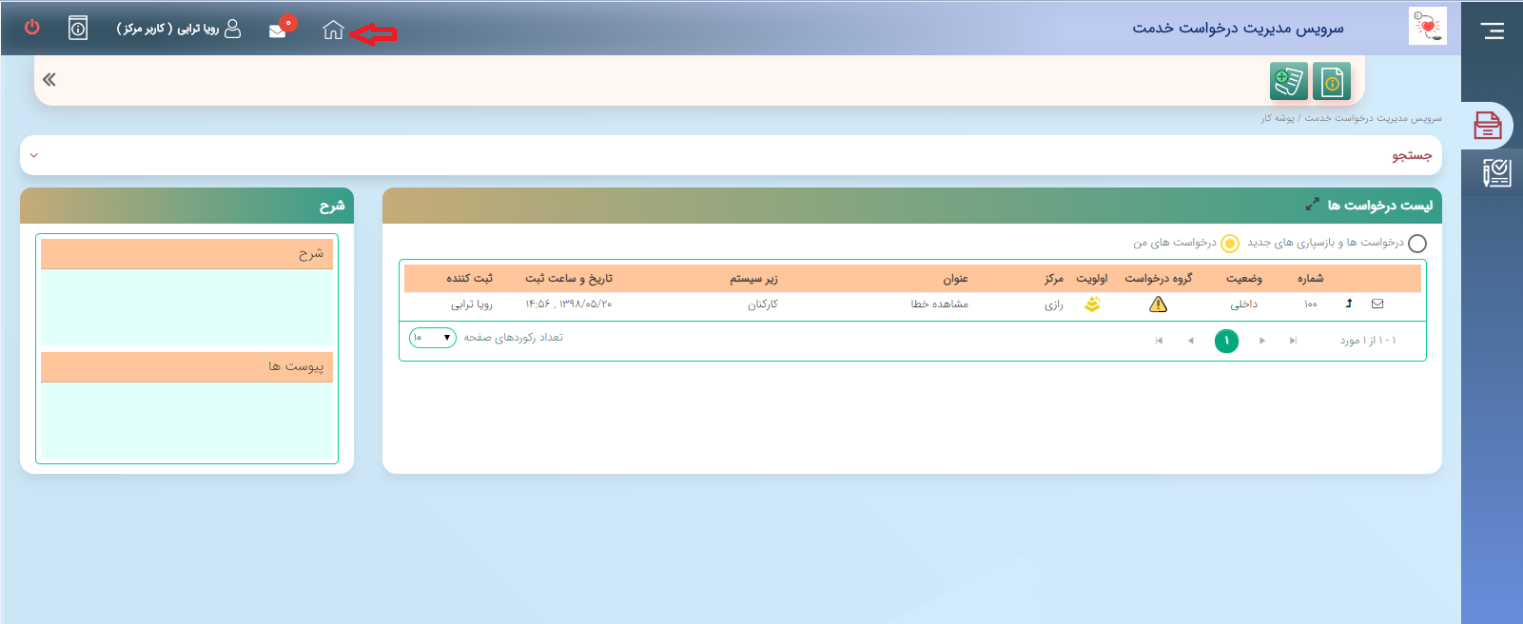 سرویس مدیریت درخواست خدمت
۰
رویا ترابی ( کاربر مرکز )
سرویس مدیریت درخواست خدمت / پوشه کار
جستجو
لیست درخواست ها
درخواست ها و بازسپاری های جدید درخواست های من
شماره وضعیت گروه درخواست اولویت مرکز عنوان زیر سیستم تاریخ و ساعت ثبت ثبت کننده
۱۰۰ داخلی رازی مشاهده خطا کارکنان ۱۳۹۸/۰۵/۲۰ , ۱۴:۵۶ رویا ترابی
۱ - ۱ از ۱ مورد ۱ تعداد رکوردهای صفحه ۱۰
شرح
شرح
پیوست ها